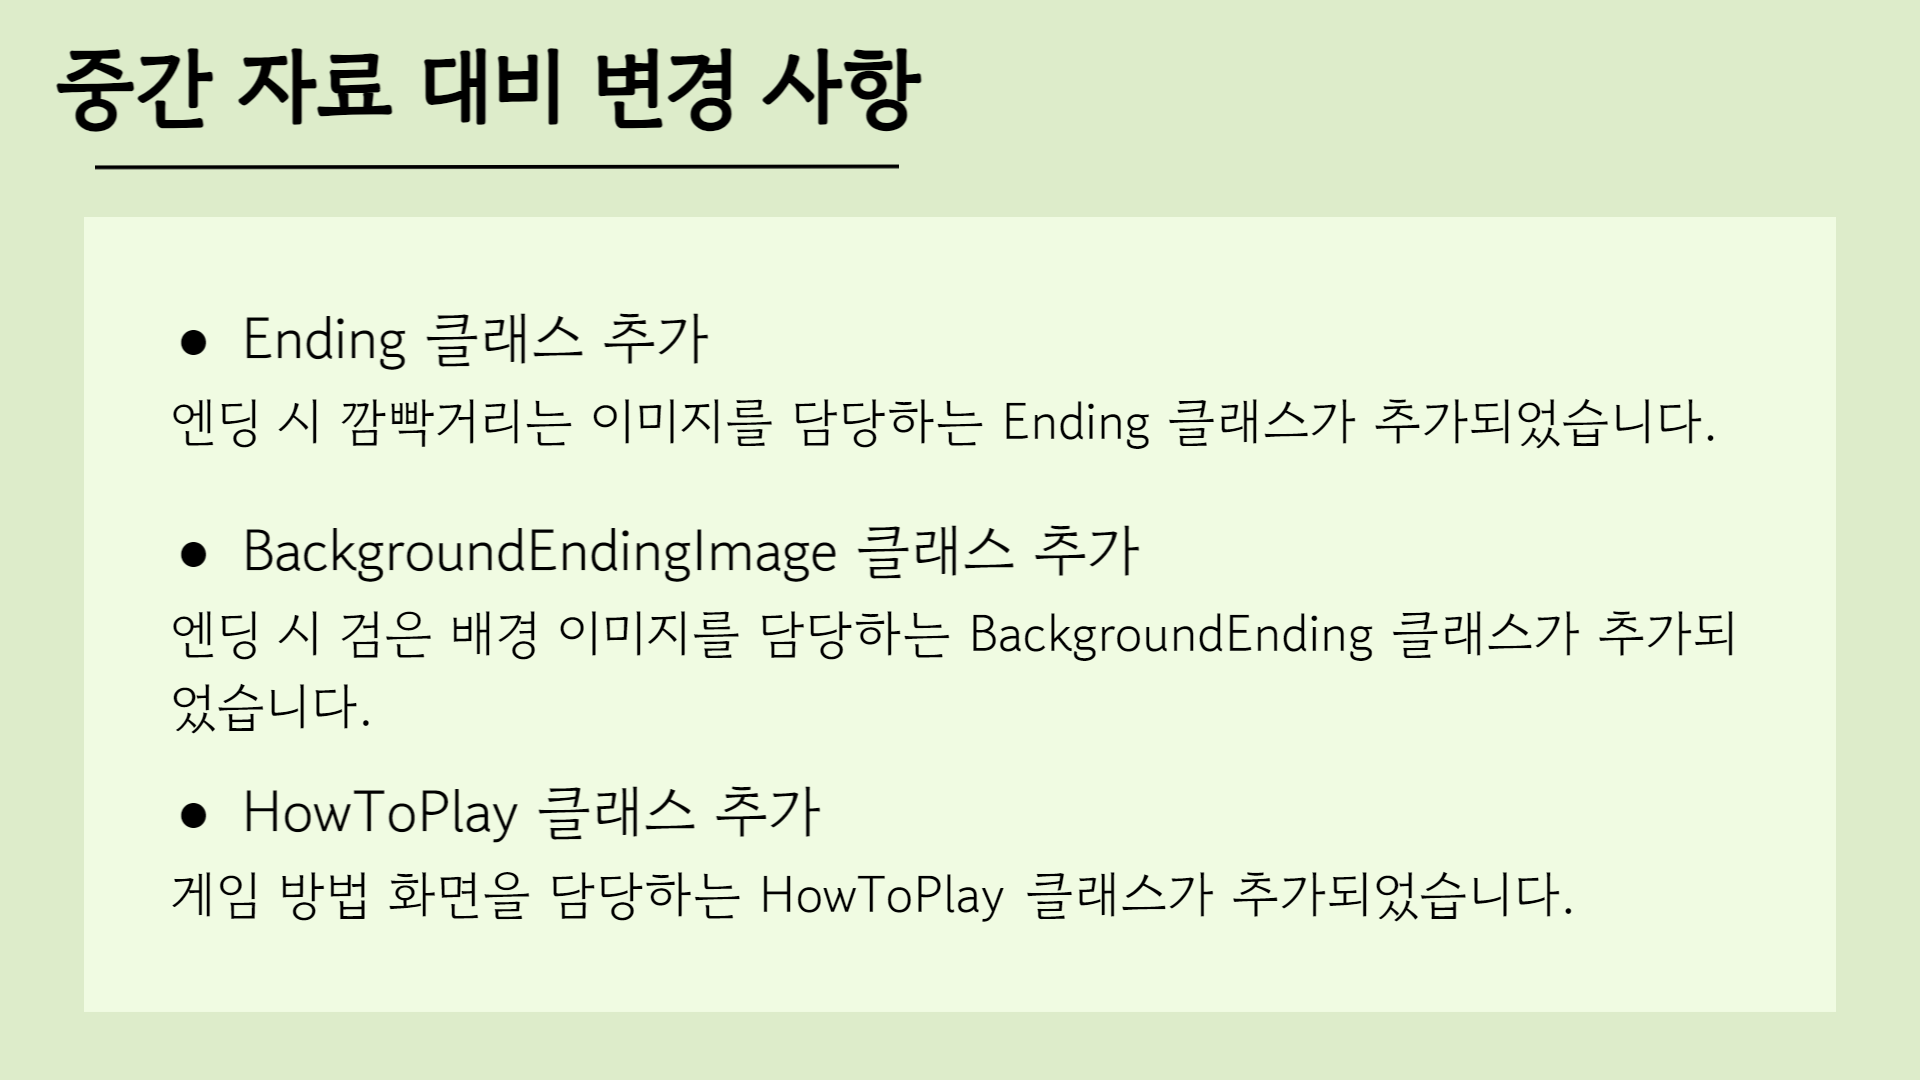 중간 자료 대비 변경 사항
● Ending 클래스 추가
엔딩 시 깜빡거리는 이미지를 담당하는 Ending 클래스가 추가되었습니다.
● BackgroundEndingImage 클래스 추가
엔딩 시 검은 배경 이미지를 담당하는 BackgroundEnding 클래스가 추가되
었습니다.
● HowToPlay 클래스 추가
게임 방법 화면을 담당하는 HowToPlay 클래스가 추가되었습니다.